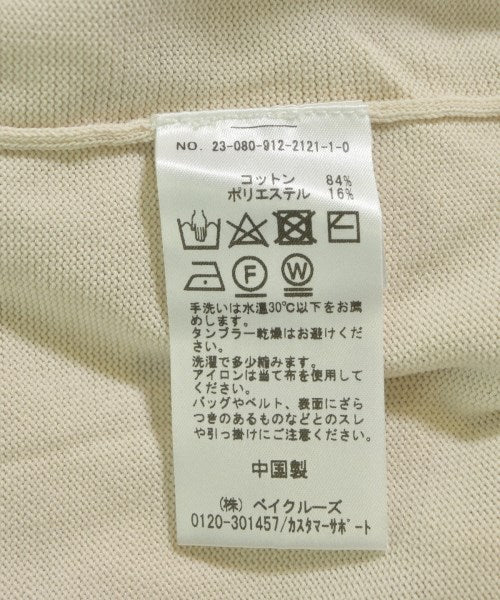 NO. 23-080-912-2121-1-0
コットン 84%
ポリエステル 16%
F W
手洗いは水温30℃以下をお薦
めします。
タンブラー乾燥はお避けくださ
い。
洗濯で多少縮みます。
アイロンは当て布を使用して
ください。
バッグやベルト、表面にざら
つきのあるものなどとのスレ
や引っ掛けにご注意ください。
中国製
(株) ベイクルーズ
0120-301457/カスタマーサポート